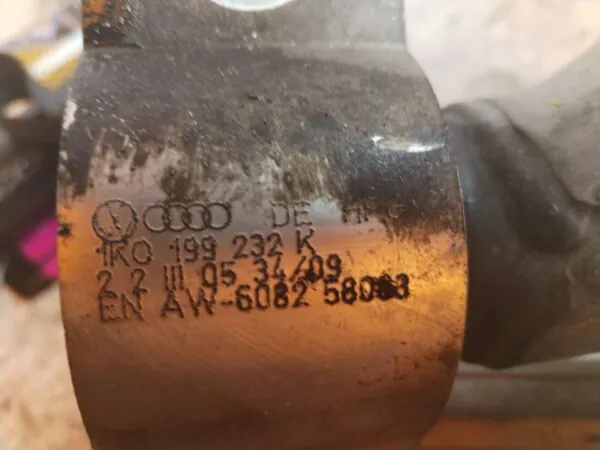 DE
1K0 199 232 K
2 2 III 05 34/09
EN AW-6082